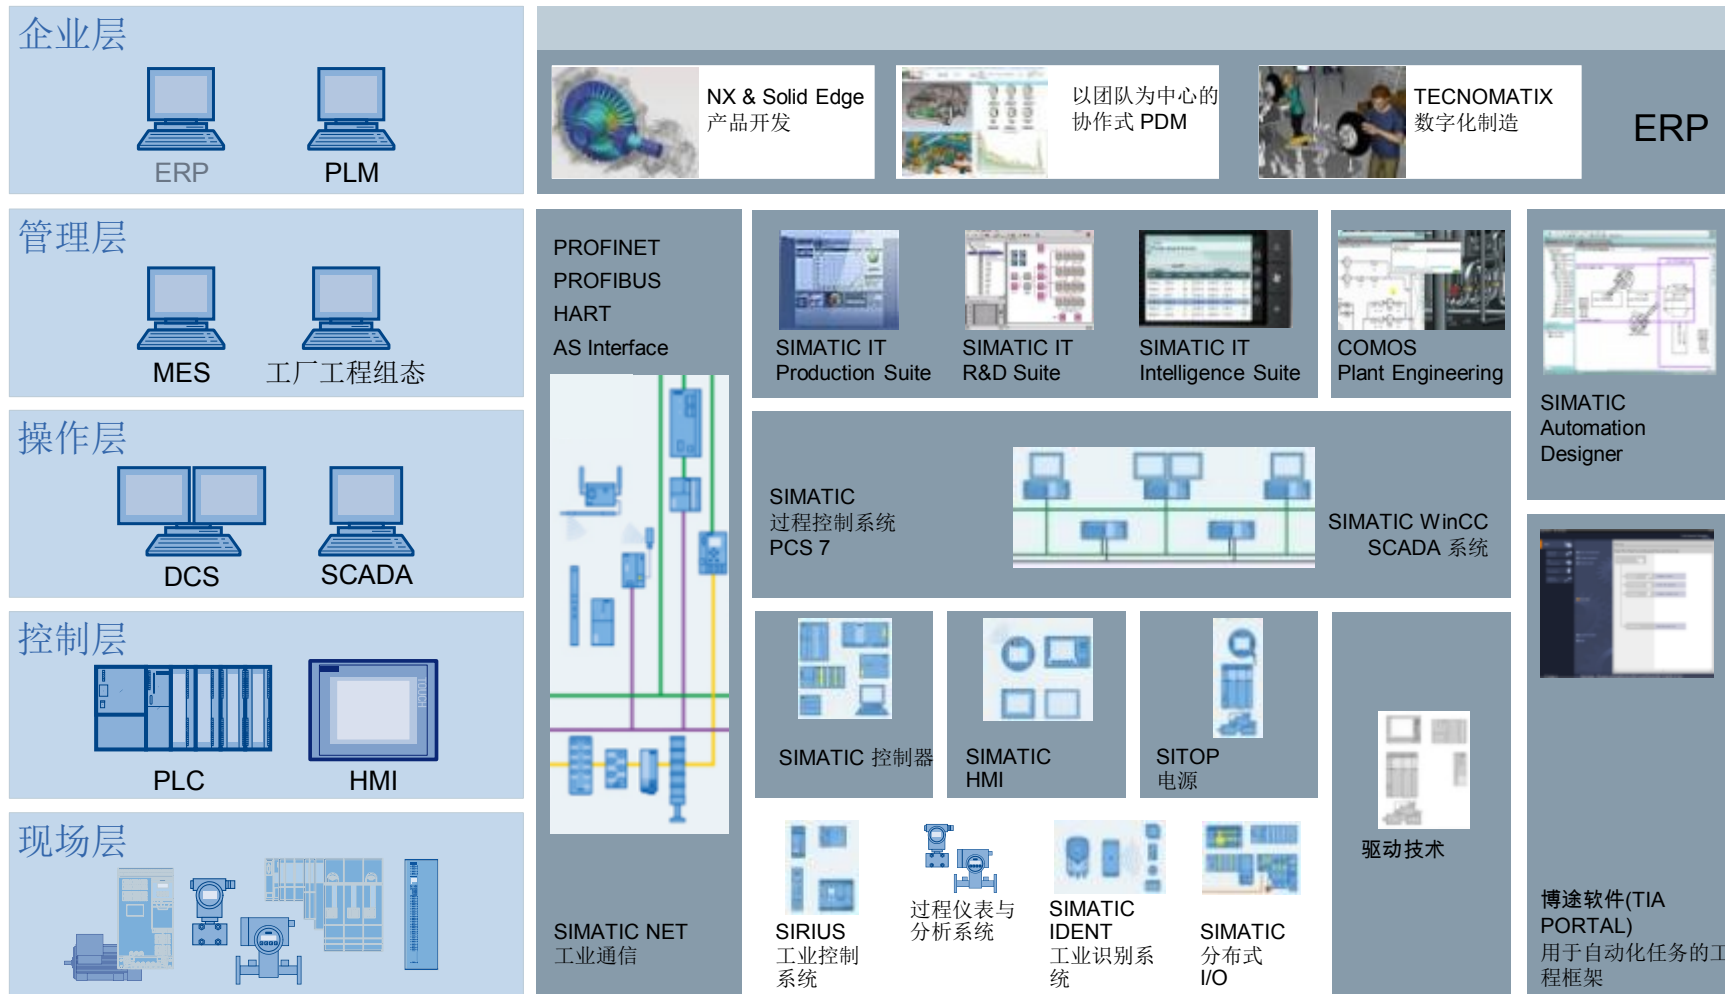 企业层
ERP
PLM
NX & Solid Edge
产品开发
以团队为中心的
协作式 PDM
TECNOMATIX
数字化制造
ERP
管理层
MES
工厂工程组态
PROFINET
PROFIBUS
HART
AS Interface
SIMATIC IT
Production Suite
SIMATIC IT
R&D Suite
SIMATIC IT
Intelligence Suite
COMOS
Plant Engineering
SIMATIC
Automation
Designer
操作层
DCS
SCADA
SIMATIC
过程控制系统
PCS 7
SIMATIC WinCC
SCADA 系统
控制层
PLC
HMI
SIMATIC 控制器
SIMATIC
HMI
SITOP
电源
驱动技术
现场层
SIMATIC NET
工业通信
SIRIUS
工业控制
系统
过程仪表与
分析系统
SIMATIC
IDENT
工业识别系
统
SIMATIC
分布式
I/O
博途软件(TIA
PORTAL)
用于自动化任务的工
程框架